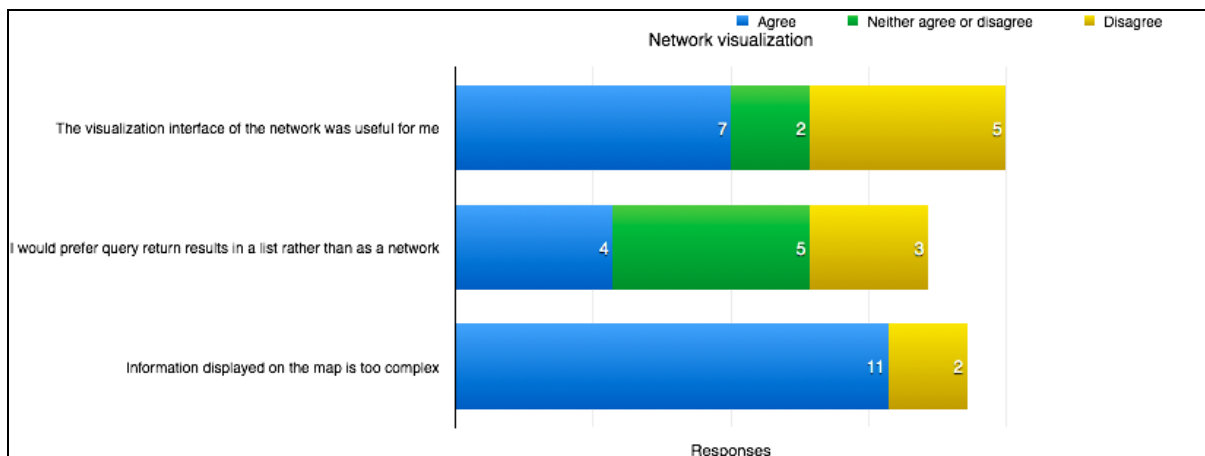 Agree Neither agree or disagree Disagree
Network visualization
The visualization interface of the network was useful for me
7 2 5
I would prefer query return results in a list rather than as a network
4 5 3
Information displayed on the map is too complex
11 2
Responses